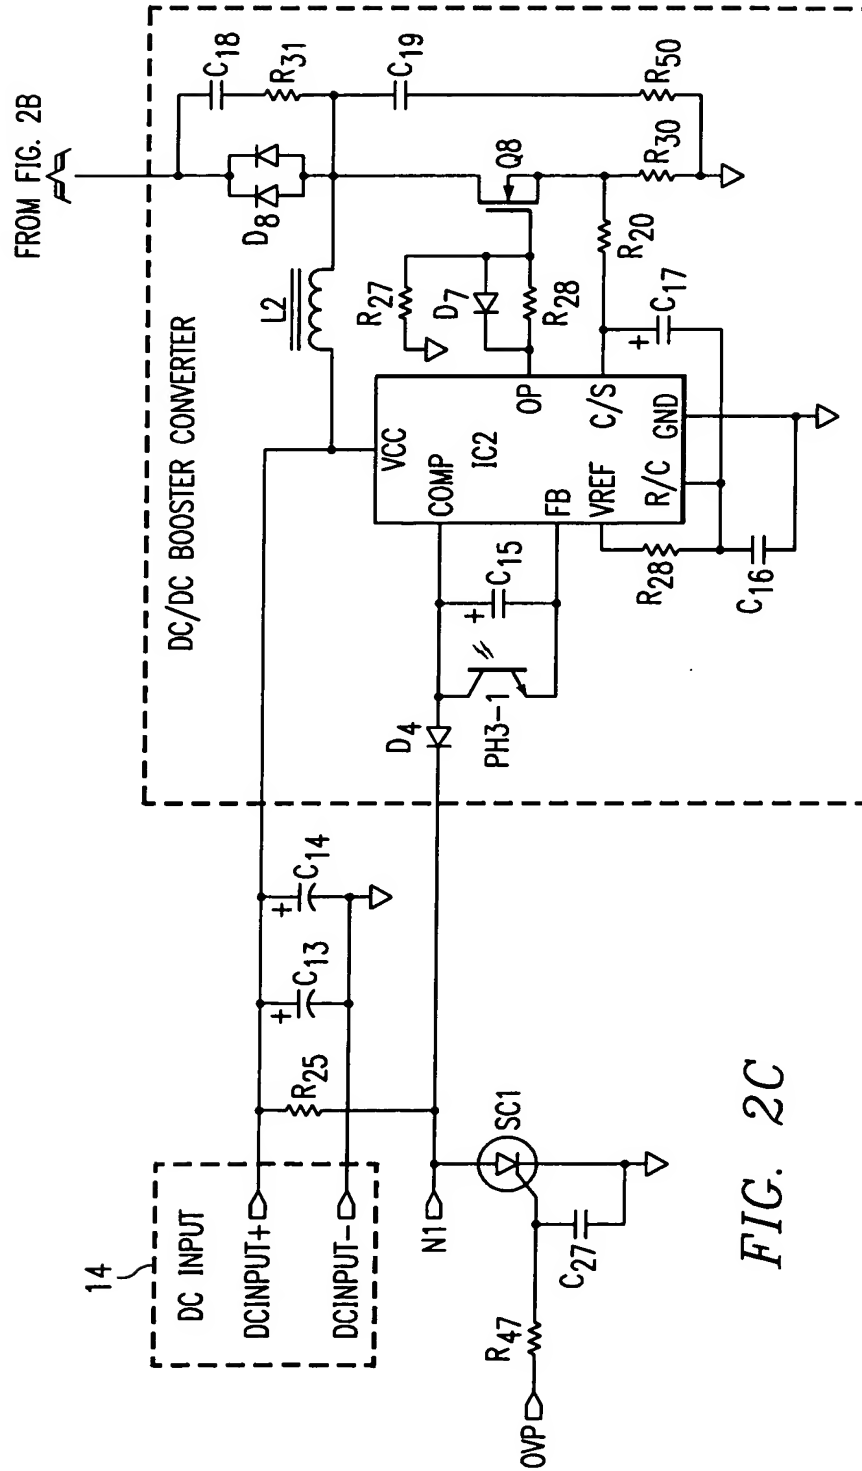 FROM FIG. 2B
DC/DC BOOSTER CONVERTER
C18
R31
D8
L2
C19
R50
Q8
R30
R27
D7
R28
R20
C17
+
VCC
OP
COMP
IC2
C/S
FB
VREF
R/C
GND
C15
+
R28
C16
D4
PH3-1
C14
+
C13
+
R25
14
DC INPUT
DCINPUT+
DCINPUT-
N1
SC1
C27
R47
OVP
FIG. 2C